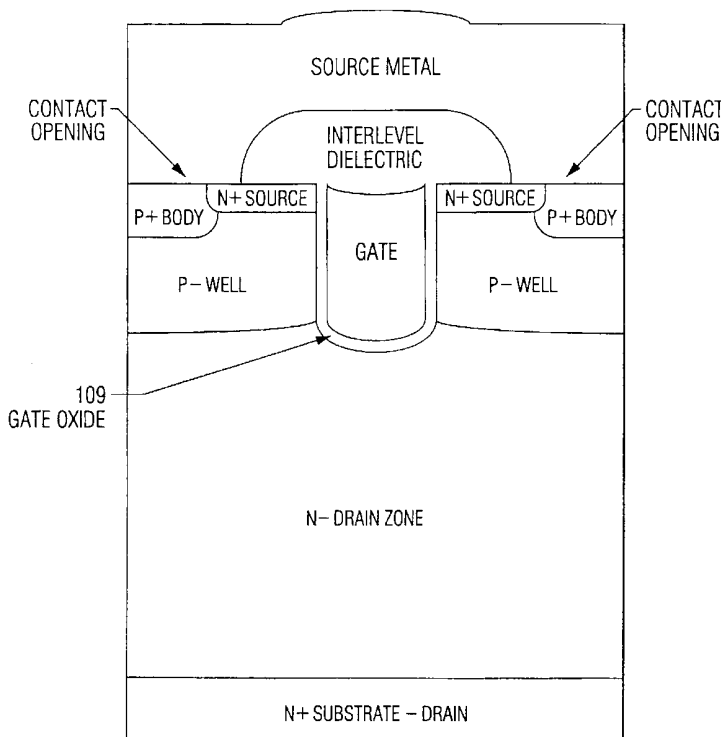 SOURCE METAL
CONTACT
OPENING
CONTACT
OPENING
INTERLEVEL
DIELECTRIC
N+ SOURCE
N+ SOURCE
P+ BODY
P+ BODY
GATE
P- WELL
P- WELL
109
GATE OXIDE
N- DRAIN ZONE
N+ SUBSTRATE - DRAIN